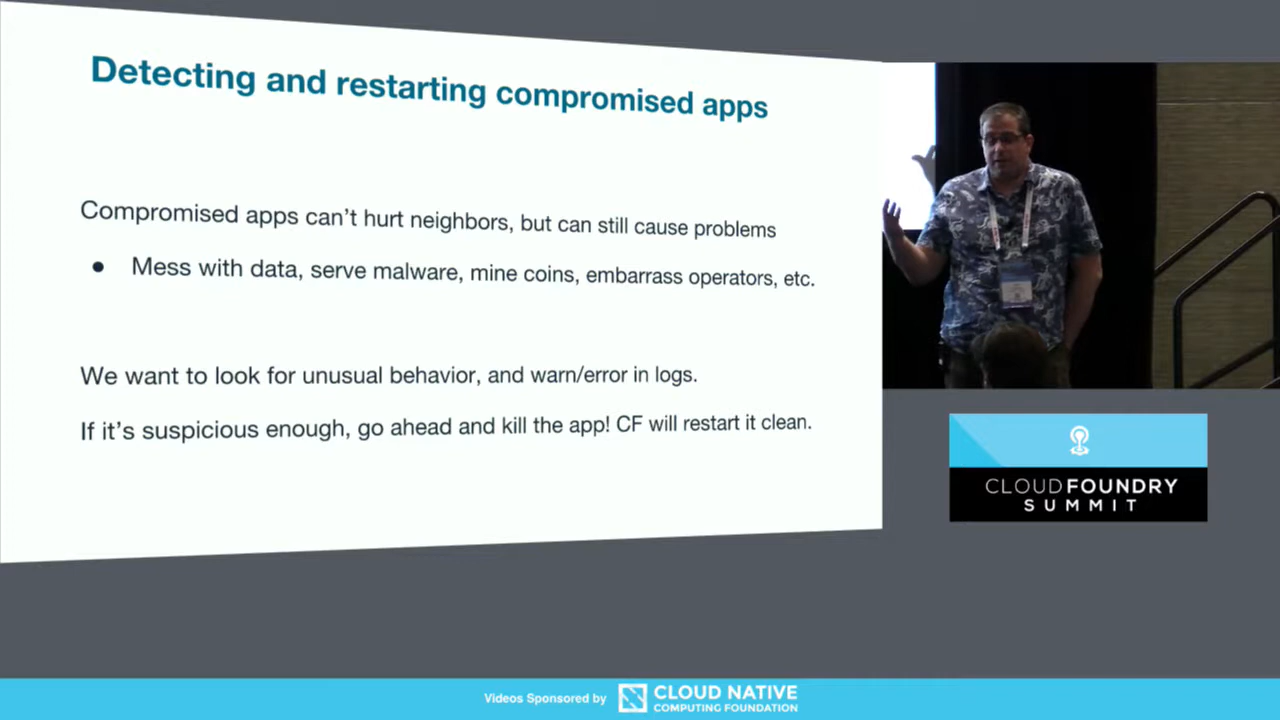 Detecting and restarting compromised apps
Compromised apps can’t hurt neighbors, but can still cause problems
● Mess with data, serve malware, mine coins, embarrass operators, etc.
We want to look for unusual behavior, and warn/error in logs.
If it’s suspicious enough, go ahead and kill the app! CF will restart it clean.
CLOUD FOUNDRY
SUMMIT
Videos Sponsored by
CLOUD NATIVE
COMPUTING FOUNDATION